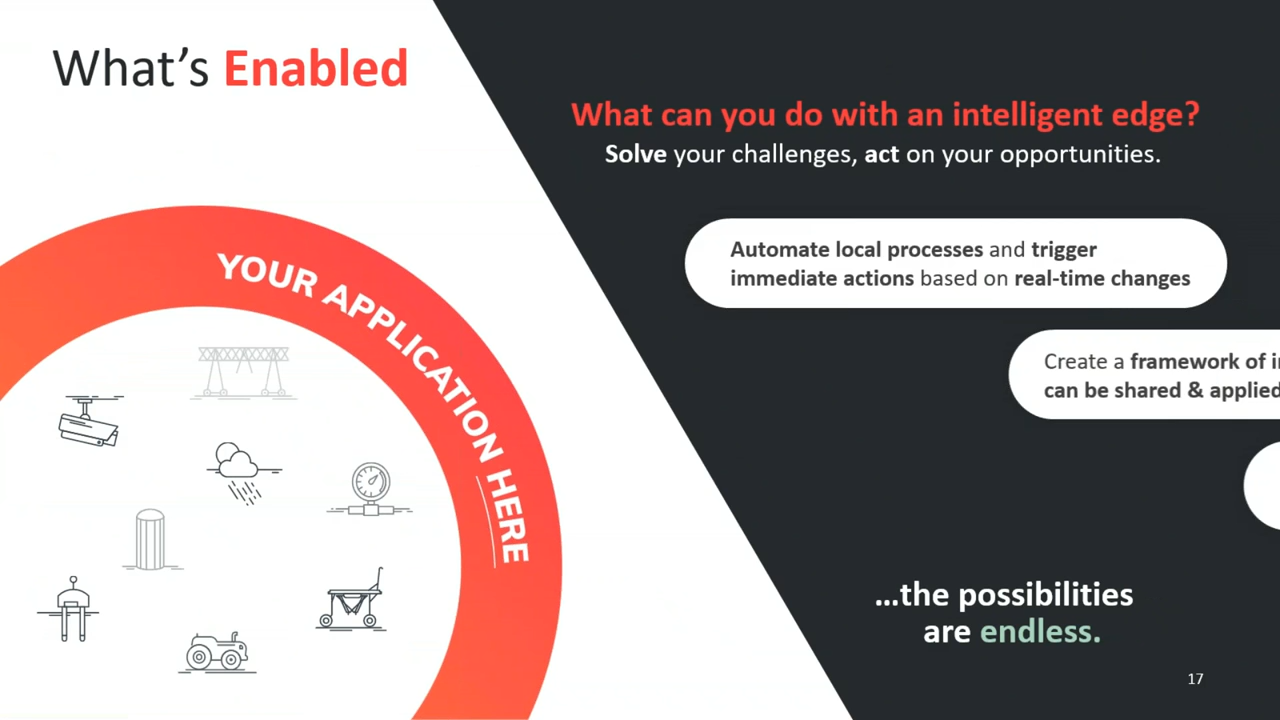 What’s Enabled
What can you do with an intelligent edge?
Solve your challenges, act on your opportunities.
YOUR APPLICATION HERE
Automate local processes and trigger
immediate actions based on real-time changes
Create a framework of
can be shared & applied
...the possibilities
are endless.
17